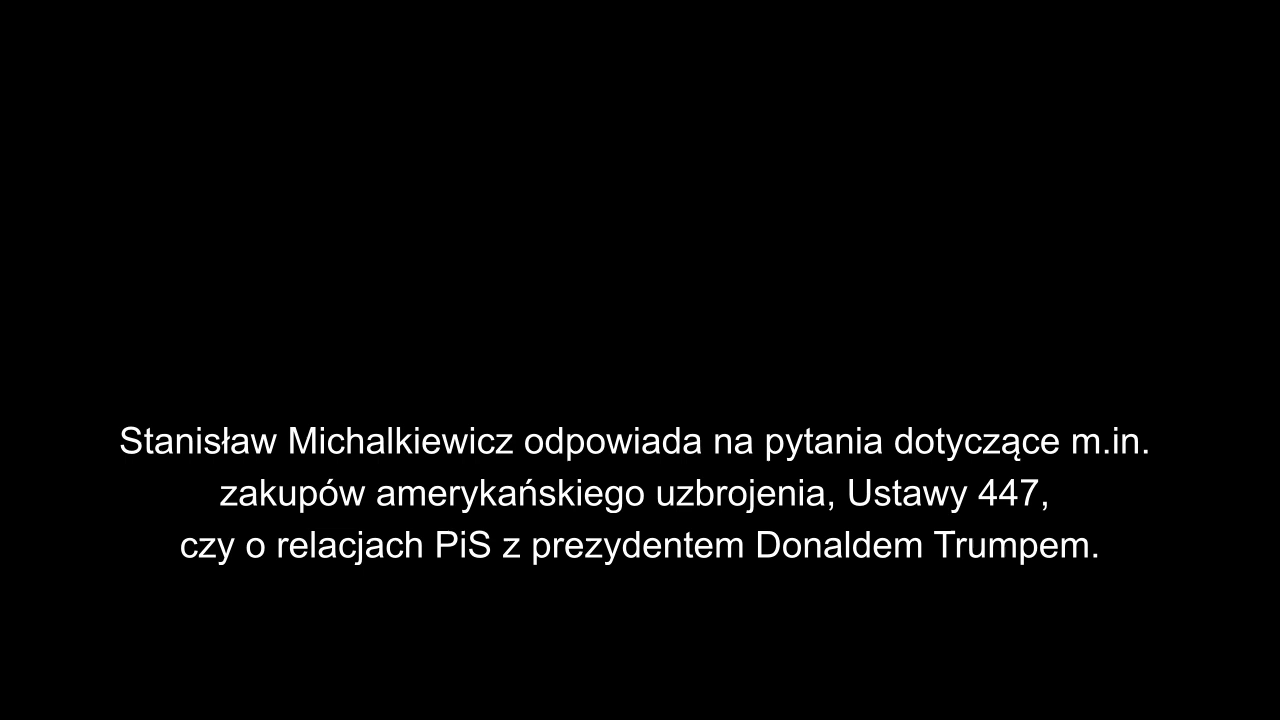 Stanisław Michalkiewicz odpowiada na pytania dotyczące m.in.
zakupów amerykańskiego uzbrojenia, Ustawy 447,
czy o relacjach PiS z prezydentem Donaldem Trumpem.